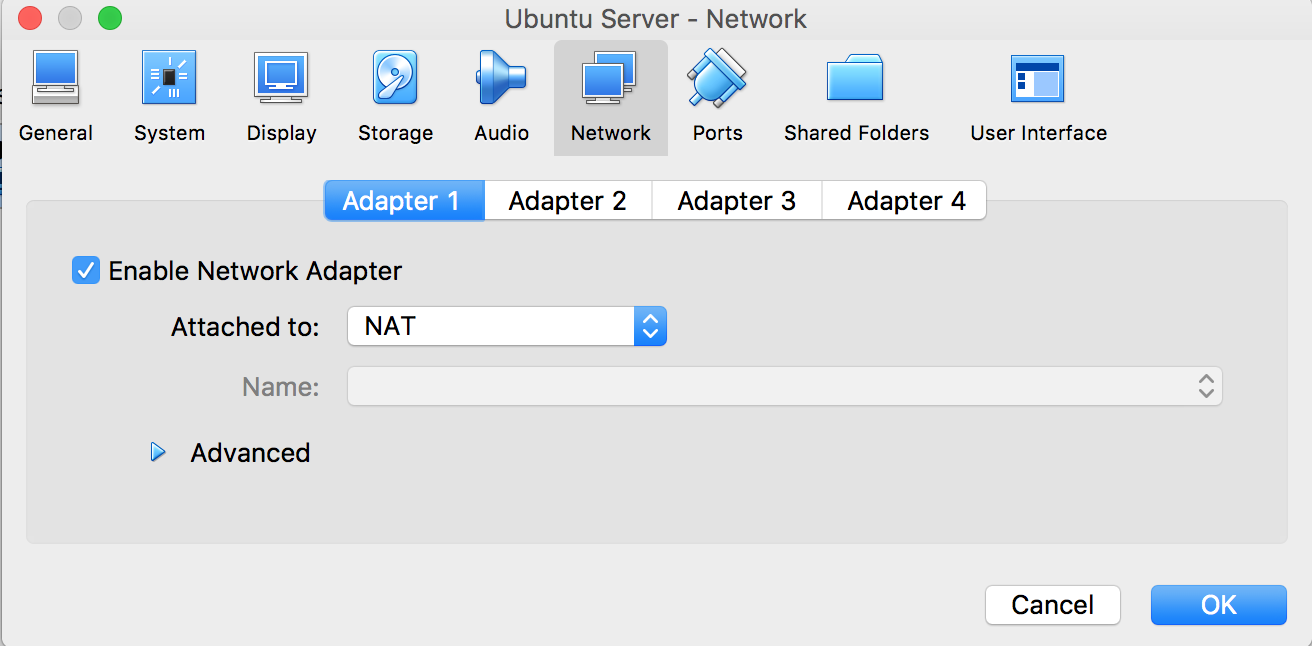 Ubuntu Server - Network
General System Display Storage Audio Network Ports Shared Folders User Interface
Adapter 1 Adapter 2 Adapter 3 Adapter 4
Enable Network Adapter
Attached to: NAT
Name:
Advanced
Cancel OK